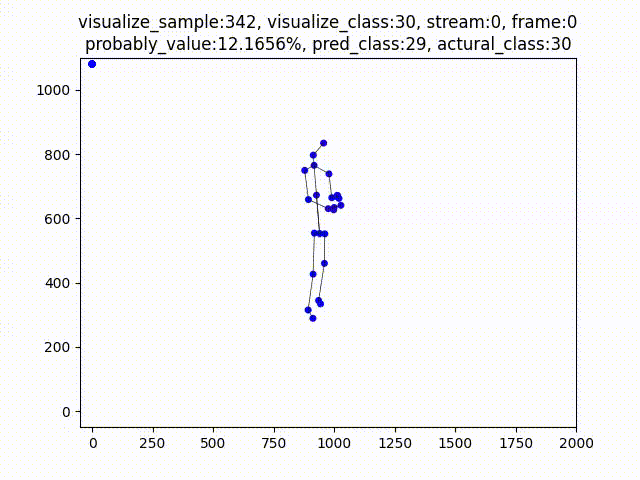 visualize_sample:342, visualize_class:30, stream:0, frame:0
probably_value:12.1656%, pred_class:29, actural_class:30
1000
800
600
400
200
0
0 250 500 750 1000 1250 1500 1750 2000